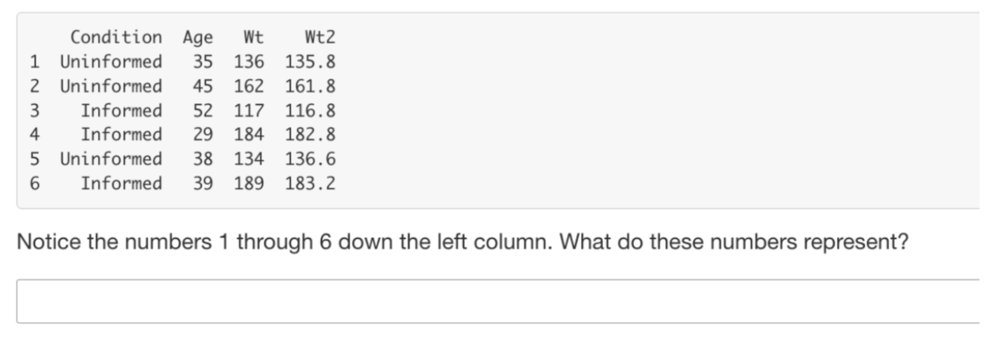 Condition Age Wt Wt2
1 Uninformed 35 136 135.8
2 Uninformed 45 162 161.8
3 Informed 52 117 116.8
4 Informed 29 184 182.8
5 Uninformed 38 134 136.6
6 Informed 39 189 183.2
Notice the numbers 1 through 6 down the left column. What do these numbers represent?